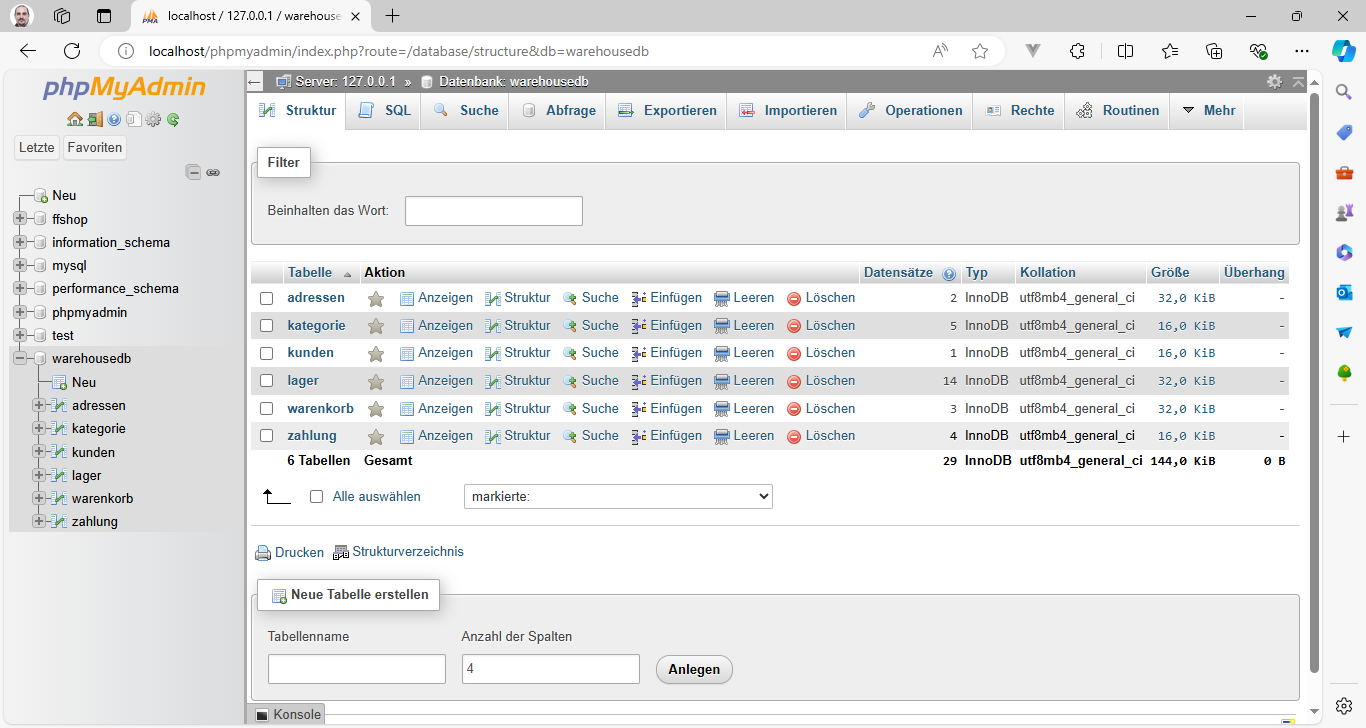 localhost / 127.0.0.1 / warehouse
localhost/phpmyadmin/index.php?route=/database/structure&db=warehousedb
phpMyAdmin
Letzte Favoriten
Neu
ffshop
information_schema
mysql
performance_schema
phpmyadmin
test
warehousedb
Neu
adressen
kategorie
kunden
lager
warenkorb
zahlung
Server: 127.0.0.1 » Datenbank: warehousedb
Struktur SQL Suche Abfrage Exportieren Importieren Operationen Rechte Routinen Mehr
Filter
Beinhalten das Wort:
Tabelle Aktion Datensätze Typ Kollation Größe Überhang
adressen Anzeigen Struktur Suche Einfügen Leeren Löschen 2 InnoDB utf8mb4_general_ci 32,0 KiB -
kategorie Anzeigen Struktur Suche Einfügen Leeren Löschen 5 InnoDB utf8mb4_general_ci 16,0 KiB -
kunden Anzeigen Struktur Suche Einfügen Leeren Löschen 1 InnoDB utf8mb4_general_ci 16,0 KiB -
lager Anzeigen Struktur Suche Einfügen Leeren Löschen 14 InnoDB utf8mb4_general_ci 32,0 KiB -
warenkorb Anzeigen Struktur Suche Einfügen Leeren Löschen 3 InnoDB utf8mb4_general_ci 32,0 KiB -
zahlung Anzeigen Struktur Suche Einfügen Leeren Löschen 4 InnoDB utf8mb4_general_ci 16,0 KiB -
6 Tabellen Gesamt 29 InnoDB utf8mb4_general_ci 144,0 KiB 0 B
Alle auswählen markierte:
Drucken Strukturverzeichnis
Neue Tabelle erstellen
Tabellenname Anzahl der Spalten
4 Anlegen
Konsole